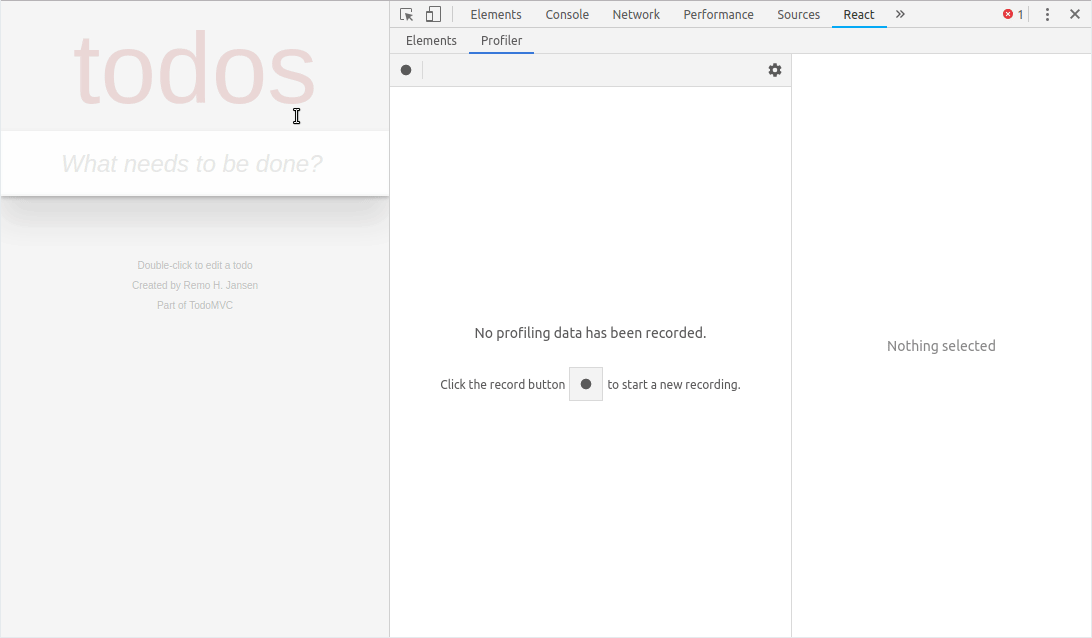 todos
What needs to be done?
Double-click to edit a todo
Created by Remo H. Jansen
Part of TodoMVC
Elements Console Network Performance Sources React » 1
Elements Profiler
No profiling data has been recorded.
Click the record button to start a new recording.
Nothing selected